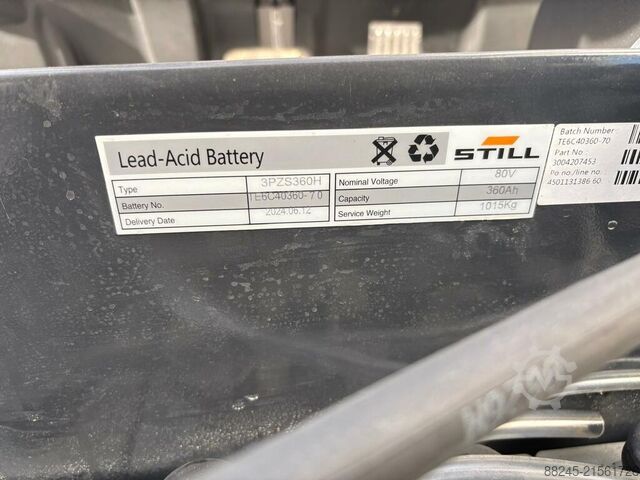 Lead-Acid Battery
STILL
Type 3PZS360H
Battery No. TE6C40360-70
Delivery Date 2024.06.12
Nominal Voltage 80V
Capacity 360Ah
Service Weight 1015Kg
Batch Number :
TE6C40360-70
Part No :
3004207453
Po no./line no.
4501131386 60
88245-21561726